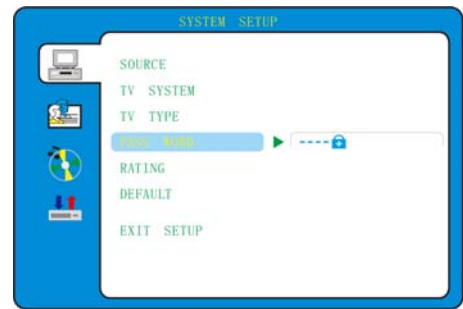 SYSTEM SETUP
SOURCE
TV SYSTEM
TV TYPE
PASS WORD ----
RATING
DEFAULT
EXIT SETUP